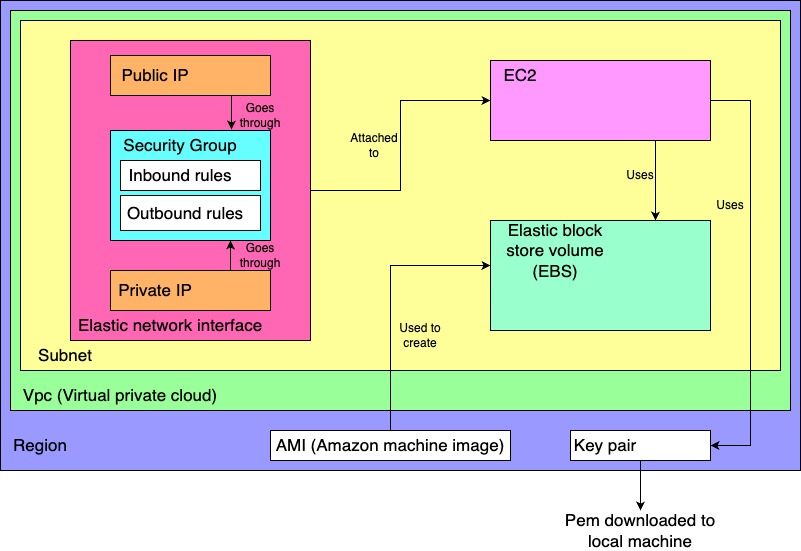 Public IP
EC2
Goes
through
Security Group
Attached
to
Inbound rules
Uses
Uses
Outbound rules
Elastic block
store volume
(EBS)
Goes
through
Private IP
Elastic network interface
Used to
create
Subnet
Vpc (Virtual private cloud)
Region
AMI (Amazon machine image)
Key pair
Pem downloaded to
local machine